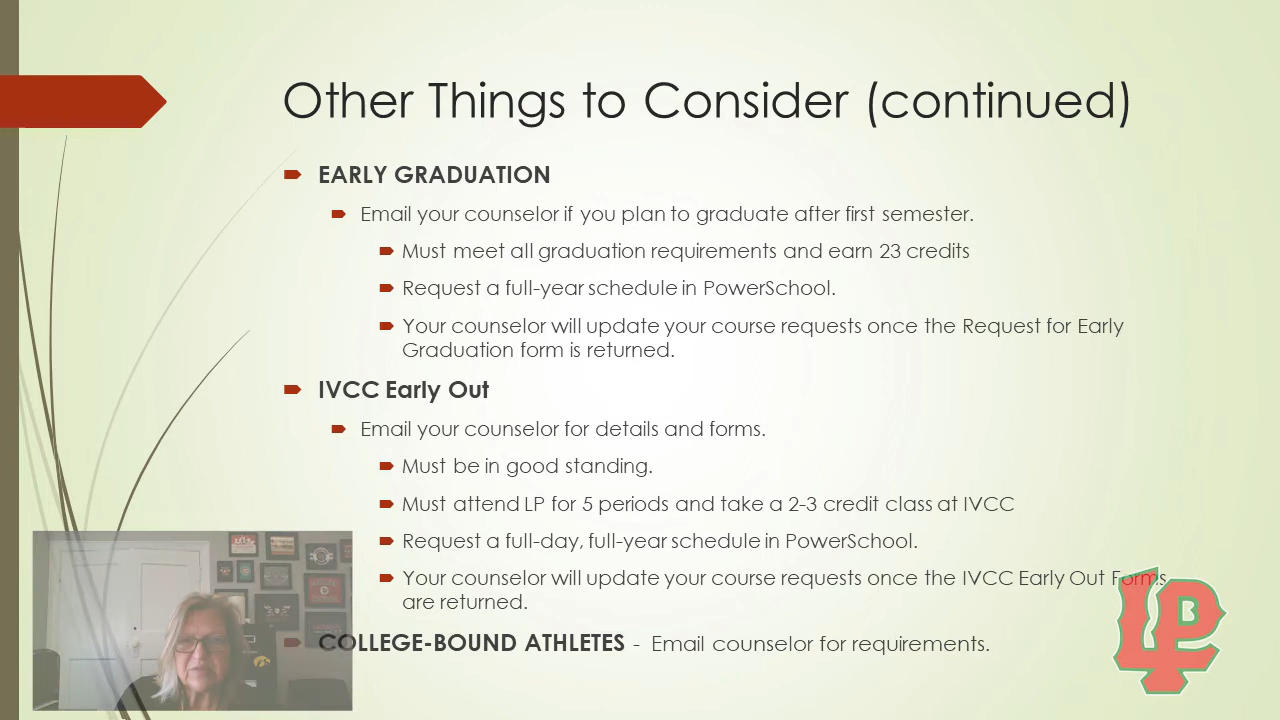 Other Things to Consider (continued)
EARLY GRADUATION
Email your counselor if you plan to graduate after first semester.
Must meet all graduation requirements and earn 23 credits
Request a full-year schedule in PowerSchool.
Your counselor will update your course requests once the Request for Early
Graduation form is returned.
IVCC Early Out
Email your counselor for details and forms.
Must be in good standing.
Must attend LP for 5 periods and take a 2-3 credit class at IVCC
Request a full-day, full-year schedule in PowerSchool.
Your counselor will update your course requests once the IVCC Early Out Forms
are returned.
COLLEGE-BOUND ATHLETES - Email counselor for requirements.
LP